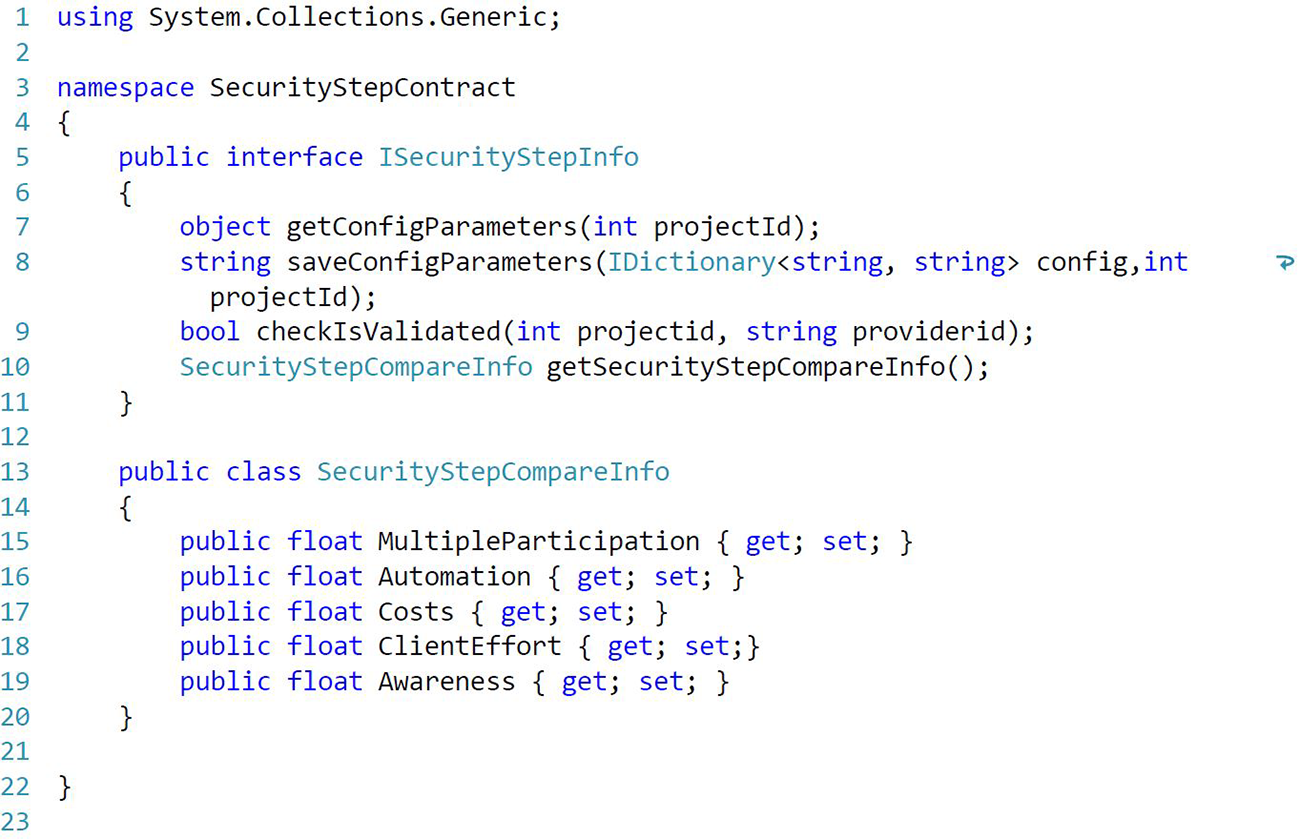 1 using System.Collections.Generic;
2
3 namespace SecurityStepContract
4 {
5     public interface ISecurityStepInfo
6     {
7         object getConfigParameters(int projectId);
8         string saveConfigParameters(IDictionary<string, string> config,int
          projectId);
9         bool checkIsValidated(int projectid, string providerid);
10         SecurityStepCompareInfo getSecurityStepCompareInfo();
11     }
12
13     public class SecurityStepCompareInfo
14     {
15         public float MultipleParticipation { get; set; }
16         public float Automation { get; set; }
17         public float Costs { get; set; }
18         public float ClientEffort { get; set;}
19         public float Awareness { get; set; }
20     }
21
22 }
23